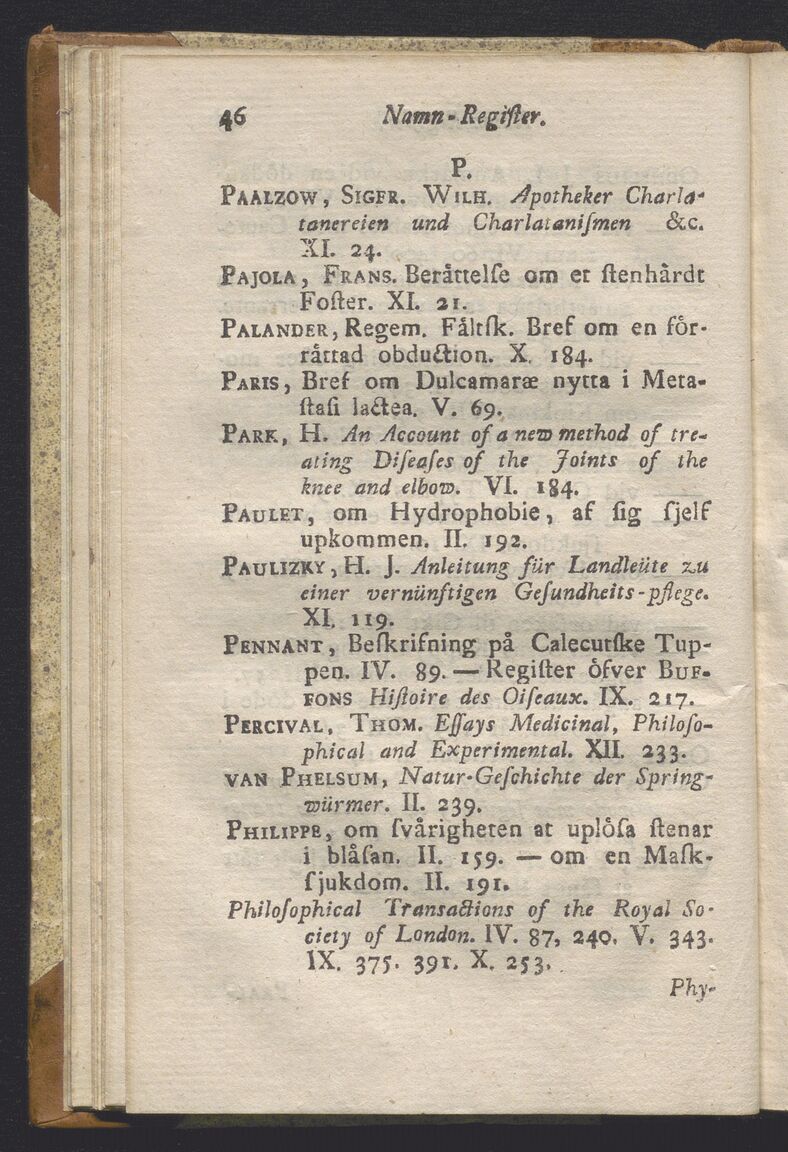 46 Namn-Regiſter.
P.
PAALZOW, SIGFR. WILH. Apotheker Charla-
tanereien und Charlataniſmen &c.
XI. 24.
PAJOLA, FRANS. Beråttelſe om et ſtenhårdt
Foſter. XI. 21.
PALANDER, Regem. Fåltſk. Bref om en fôr-
råttad obduction. X. 184.
PARIS, Bref om Dulcamaræ nytta i Meta-
ſtaſi lactea. V. 69.
PARK, H. An Account of a new method of tre-
ating Diſeaſes of the Joints of the
knee and elbow. VI. 184.
PAULET, om Hydrophobie, af ſig ſjelf
upkommen. II. 192.
PAULIZKY, H. J. Anleitung für Landleüte zu
einer vernünftigen Geſundheits-pflege.
XI. 119.
PENNANT, Beſkrifning på Calecutſke Tup-
pen. IV. 89. — Regiſter ôfver BUF-
FONS Hiſtoire des Oiſeaux. IX. 217.
PERCIVAL, THOM. Eſſays Medicinal, Philoſo-
phical and Experimental. XII. 233.
VAN PHELSUM, Natur-Geſchichte der Spring-
würmer. II. 239.
PHILIPPE, om ſvårigheten at uplôſa ſtenar
i blåſan. II. 159. — om en Maſk-
ſjukdom. II. 191.
Philoſophical Transactions of the Royal So-
ciety of London. IV. 87, 240. V. 343.
IX. 375. 391. X. 253.
Phy-